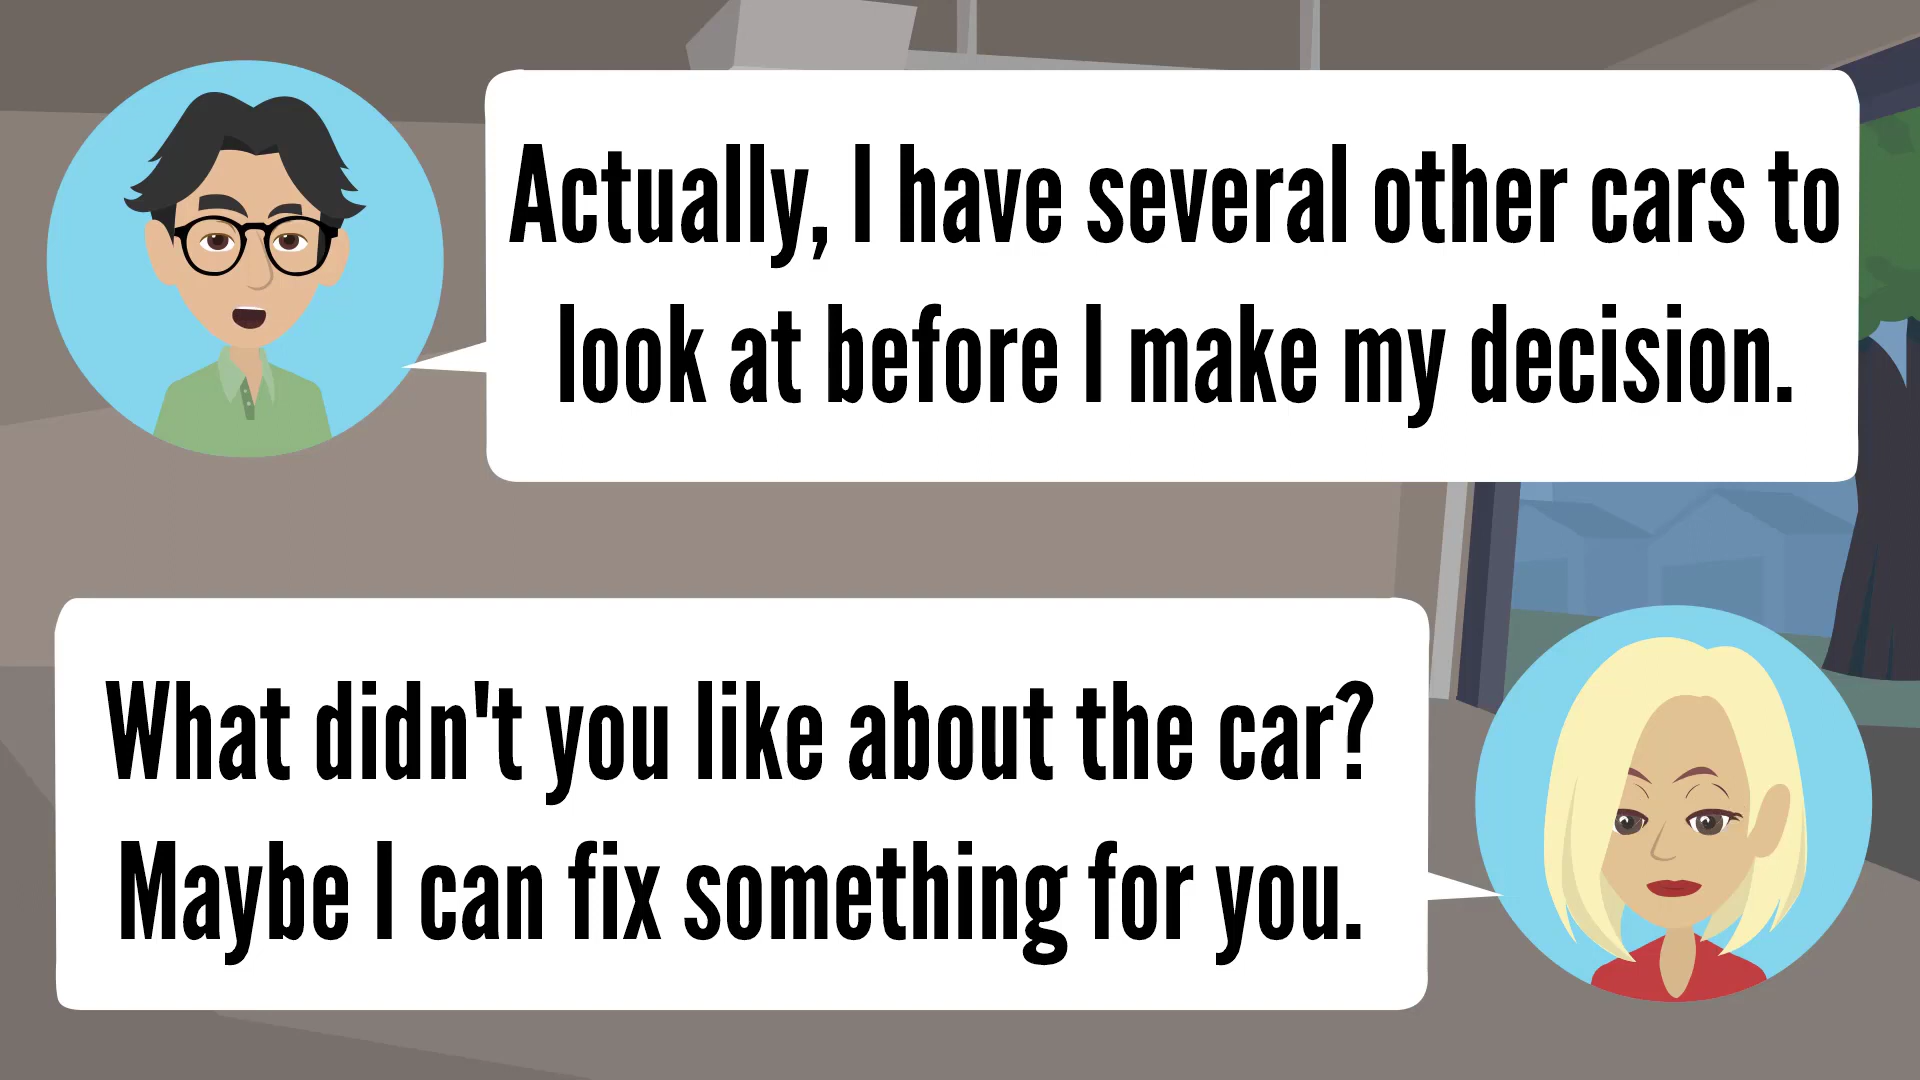 Actually, I have several other cars to
look at before I make my decision.
What didn't you like about the car?
Maybe I can fix something for you.